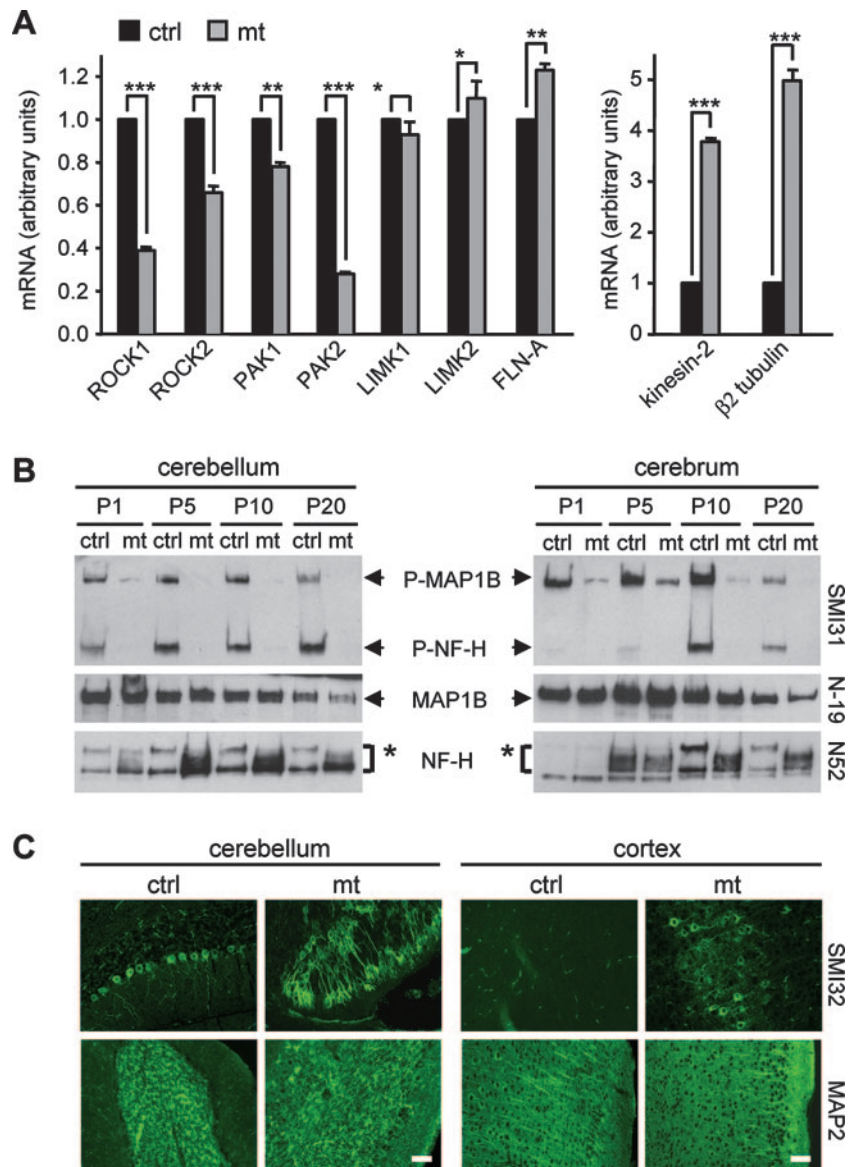 A
ctrl mt
mRNA (arbitrary units)
1.2
1.0
0.8
0.6
0.4
0.2
0.0
*** *** ** *** * * **
ROCK1 ROCK2 PAK1 PAK2 LIMK1 LIMK2 FLN-A
mRNA (arbitrary units)
5
4
3
2
1
0
*** ***
kinesin-2 β2 tubulin
B
cerebellum cerebrum
P1 P5 P10 P20 P1 P5 P10 P20
ctrl mt ctrl mt ctrl mt ctrl mt ctrl mt ctrl mt ctrl mt ctrl mt
P-MAP1B
P-NF-H
SMI31
MAP1B
N-19
* NF-H *
N52
C
cerebellum cortex
ctrl mt ctrl mt
SMI32
MAP2